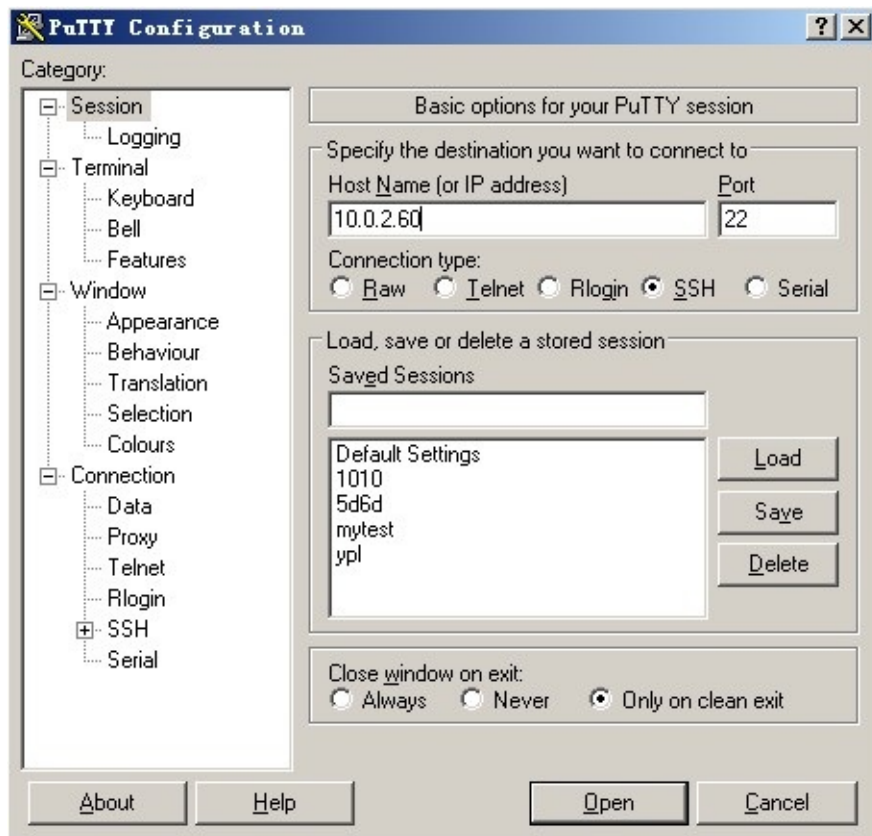 PuTTY Configuration
Category:
Session
Logging
Terminal
Keyboard
Bell
Features
Window
Appearance
Behaviour
Translation
Selection
Colours
Connection
Data
Proxy
Telnet
Rlogin
SSH
Serial
Basic options for your PuTTY session
Specify the destination you want to connect to
Host Name (or IP address) Port
10.0.2.60 22
Connection type:
Raw Telnet Rlogin SSH Serial
Load, save or delete a stored session
Saved Sessions
Default Settings
1010
5d6d
mytest
ypl
Load
Save
Delete
Close window on exit:
Always Never Only on clean exit
About Help Open Cancel